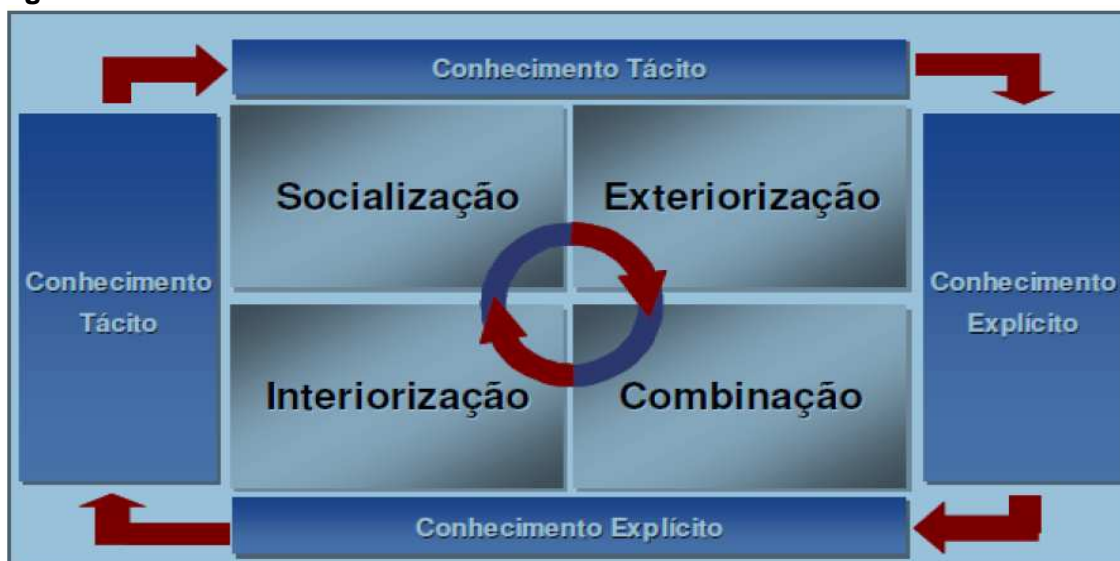 Conhecimento Tácito
Socialização
Exteriorização
Conhecimento
Tácito
Conhecimento
Explícito
Interiorização
Combinação
Conhecimento Explícito